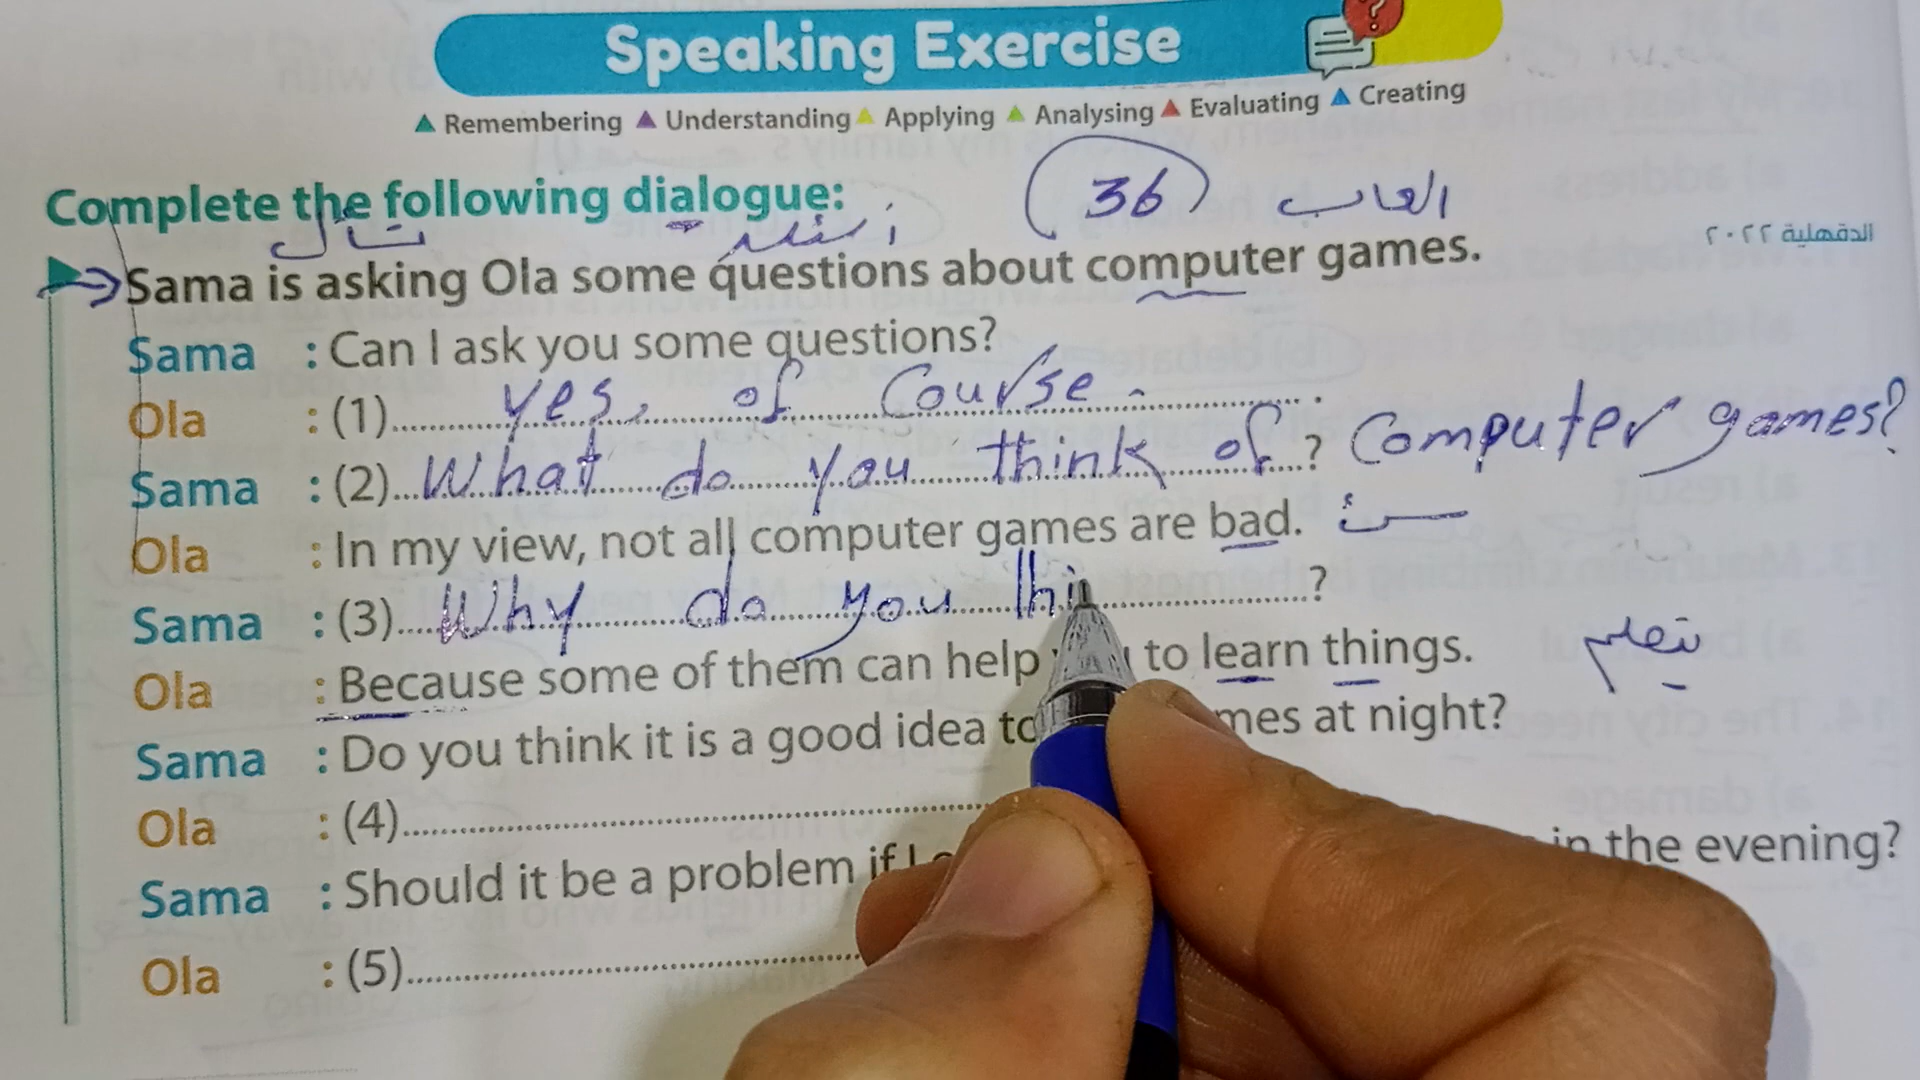 Speaking Exercise
Remembering Understanding Applying Analysing Evaluating Creating
Complete the following dialogue: 36 العاب
تسأل
الدقهلية ٢٠٢٢
Sama is asking Ola some questions about computer games.
Sama : Can I ask you some questions?
Ola : (1) yes, of Course.
Sama : (2) What do you think of ? Computer games?
Ola : In my view, not all computer games are bad.
Sama : (3) Why do you thi ?
Ola : Because some of them can help to learn things. تتعلم
Sama : Do you think it is a good idea to mes at night?
Ola : (4)
Sama : Should it be a problem if I in the evening?
Ola : (5)